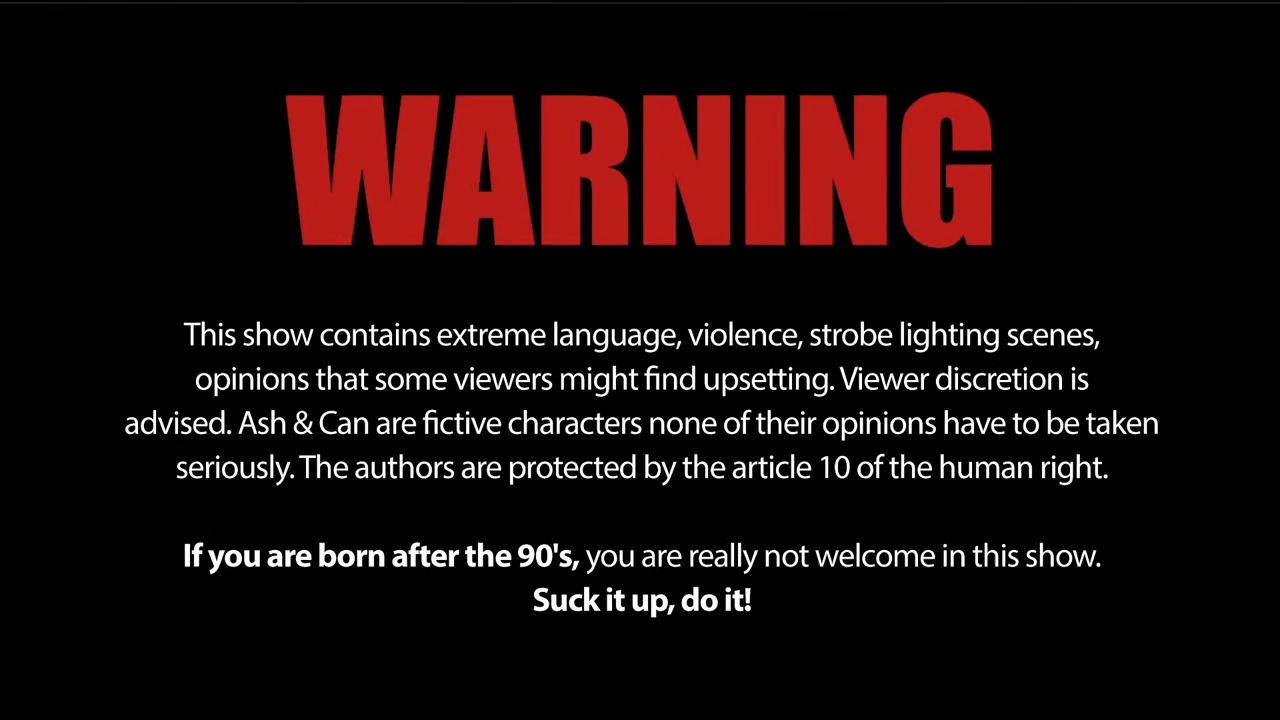 WARNING
This show contains extreme language, violence, strobe lighting scenes,
opinions that some viewers might find upsetting. Viewer discretion is
advised. Ash & Can are fictive characters none of their opinions have to be taken
seriously. The authors are protected by the article 10 of the human right.
If you are born after the 90's, you are really not welcome in this show.
Suck it up, do it!